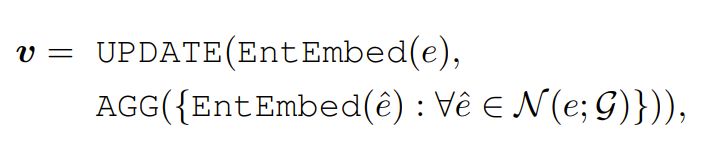 v = UPDATE(EntEmbed(e),
AGG({EntEmbed(ê) : ∀ê ∈ 𝒩(e; 𝒢)})),